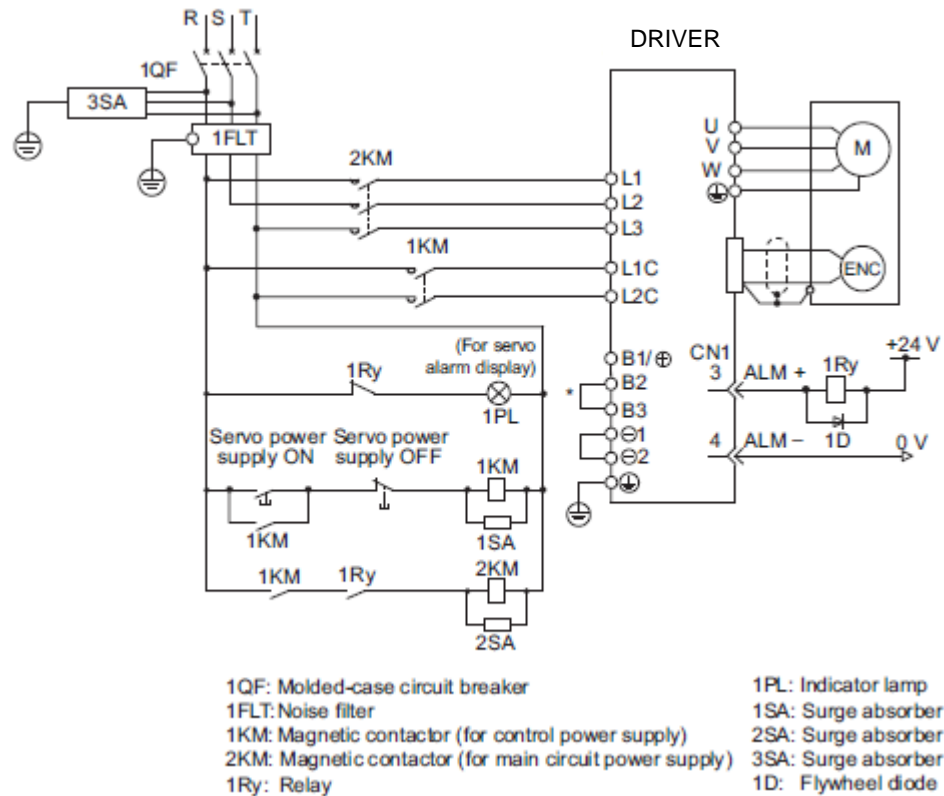 R S T
DRIVER
1QF
3SA
1FLT
2KM
U
V
W
M
L1
L2
L3
1KM
L1C
L2C
ENC
(For servo
alarm display)
1Ry
1PL
B1/⊕
B2
*
B3
⊖1
⊖2
CN1
3 ALM +
1Ry
+24 V
1D
4 ALM –
0 V
Servo power
supply ON
Servo power
supply OFF
1KM
1KM
1SA
1KM
1Ry
2KM
2SA
1QF: Molded-case circuit breaker
1FLT: Noise filter
1KM: Magnetic contactor (for control power supply)
2KM: Magnetic contactor (for main circuit power supply)
1Ry: Relay
1PL: Indicator lamp
1SA: Surge absorber
2SA: Surge absorber
3SA: Surge absorber
1D: Flywheel diode